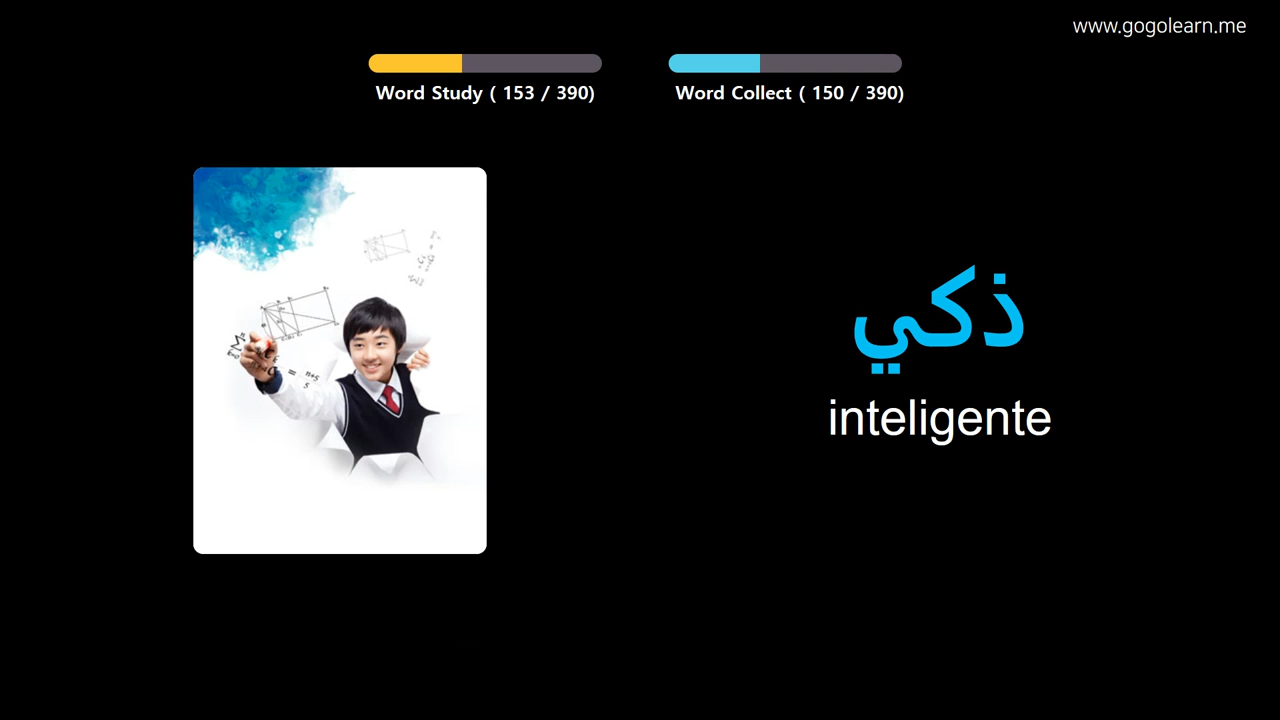 www.gogolearn.me
Word Study ( 153 / 390)
Word Collect ( 150 / 390)
ذكي
inteligente